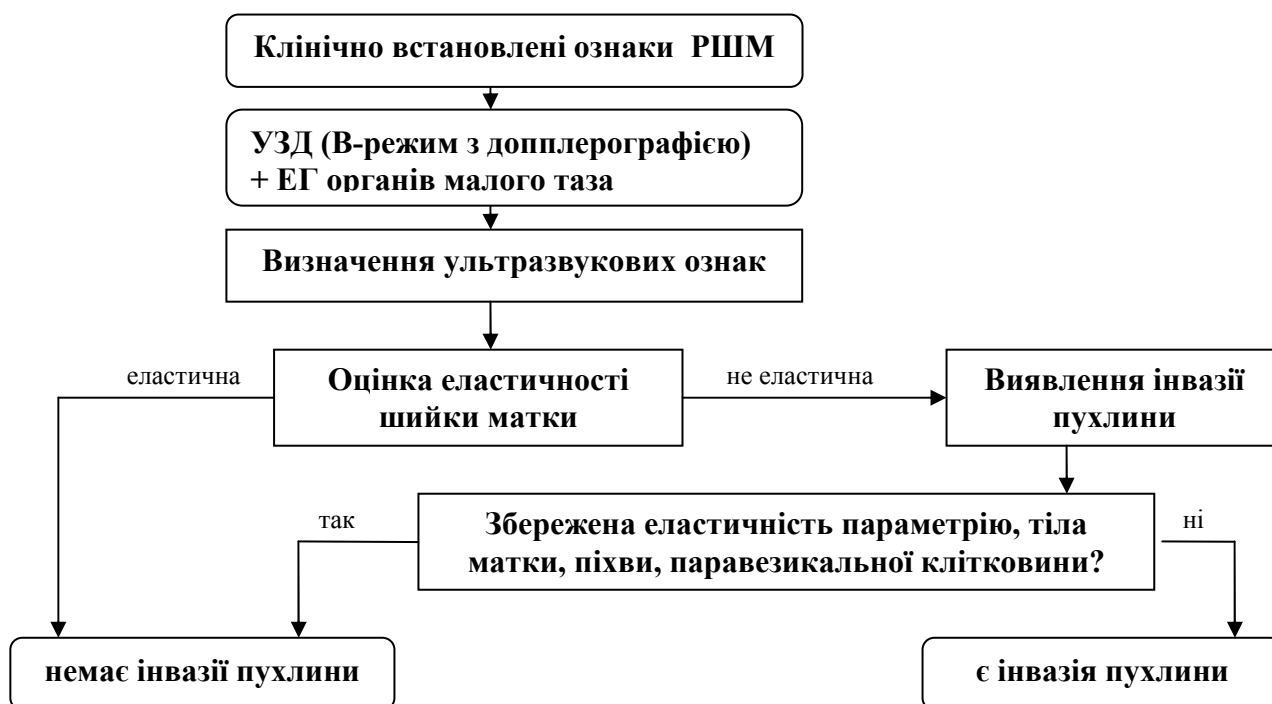 Клінічно встановлені ознаки РШМ
УЗД (В-режим з допплерографією)
+ ЕГ органів малого таза
Визначення ультразвукових ознак
еластична
Оцінка еластичності
шийки матки
не еластична
Виявлення інвазії
пухлини
так
Збережена еластичність параметрію, тіла
матки, піхви, паравезикальної клітковини?
ні
немає інвазії пухлини
є інвазія пухлини